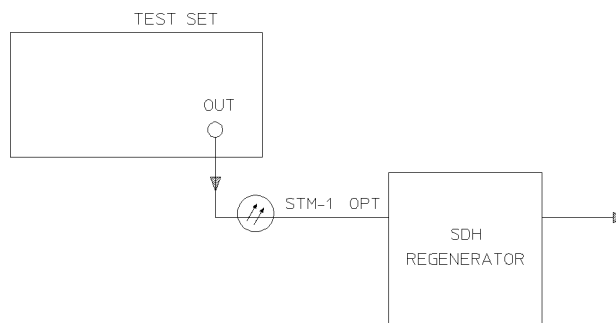 TEST SET
OUT
STM-1 OPT
SDH
REGENERATOR